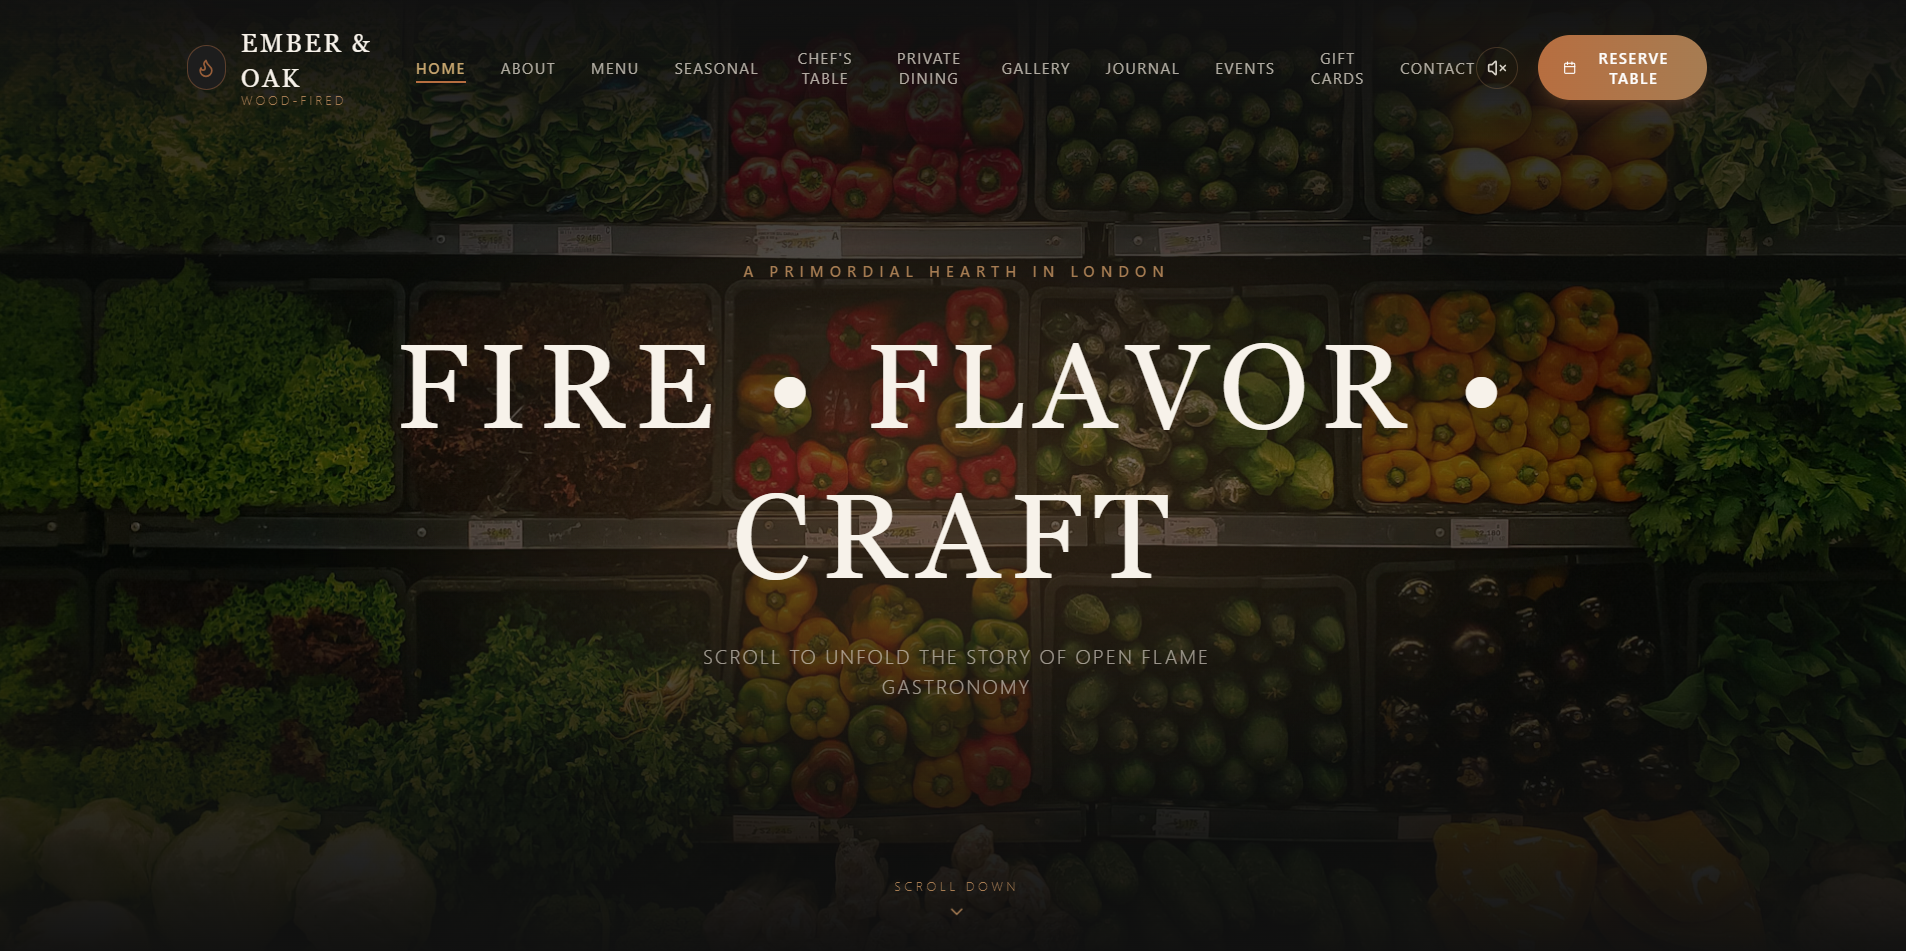 EMBER &
OAK
WOOD-FIRED
HOME
ABOUT
MENU
SEASONAL
CHEF'S
TABLE
PRIVATE
DINING
GALLERY
JOURNAL
EVENTS
GIFT
CARDS
CONTACT
RESERVE
TABLE
A PRIMORDIAL HEARTH IN LONDON
FIRE • FLAVOR •
CRAFT
SCROLL TO UNFOLD THE STORY OF OPEN FLAME
GASTRONOMY
SCROLL DOWN